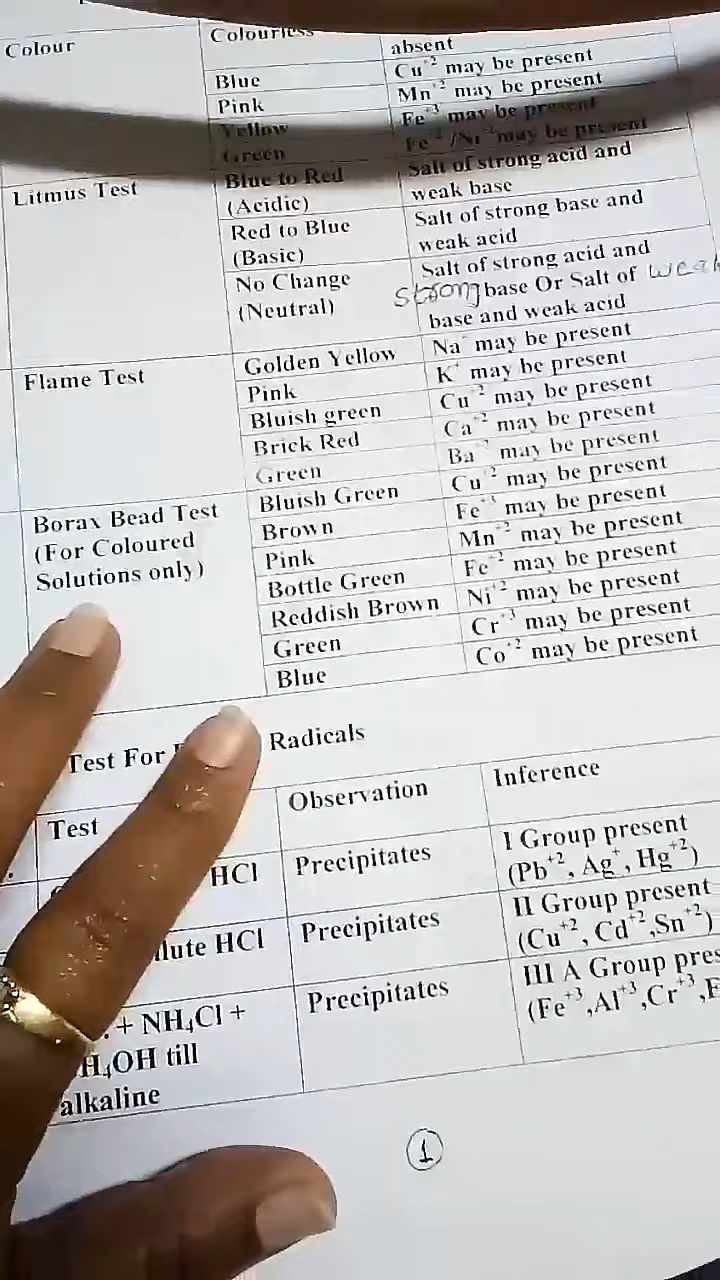 Colour
Colourless
absent
Blue
Cu+2 may be present
Pink
Mn+2 may be present
Yellow
Fe+3 may be present
Green
Fe+2/Ni+2 may be present
Litmus Test
Blue to Red
(Acidic)
Salt of strong acid and
weak base
Red to Blue
(Basic)
Salt of strong base and
weak acid
No Change
(Neutral)
Salt of strong acid and
strong base Or Salt of weak
base and weak acid
Flame Test
Golden Yellow
Na+ may be present
Pink
K+ may be present
Bluish green
Cu+2 may be present
Brick Red
Ca+2 may be present
Green
Ba+2 may be present
Borax Bead Test
(For Coloured
Solutions only)
Bluish Green
Cu+2 may be present
Brown
Fe+3 may be present
Pink
Mn+2 may be present
Bottle Green
Fe+2 may be present
Reddish Brown
Ni+2 may be present
Green
Cr+3 may be present
Blue
Co+2 may be present
Test For Radicals
Test
Observation
Inference
HCl
Precipitates
I Group present
(Pb+2, Ag+, Hg+2)
HCl
Precipitates
II Group present
(Cu+2, Cd+2,Sn+2)
+ NH4Cl +
till
alkaline
Precipitates
III A Group
(Fe+3,Al+3,Cr+3,
1